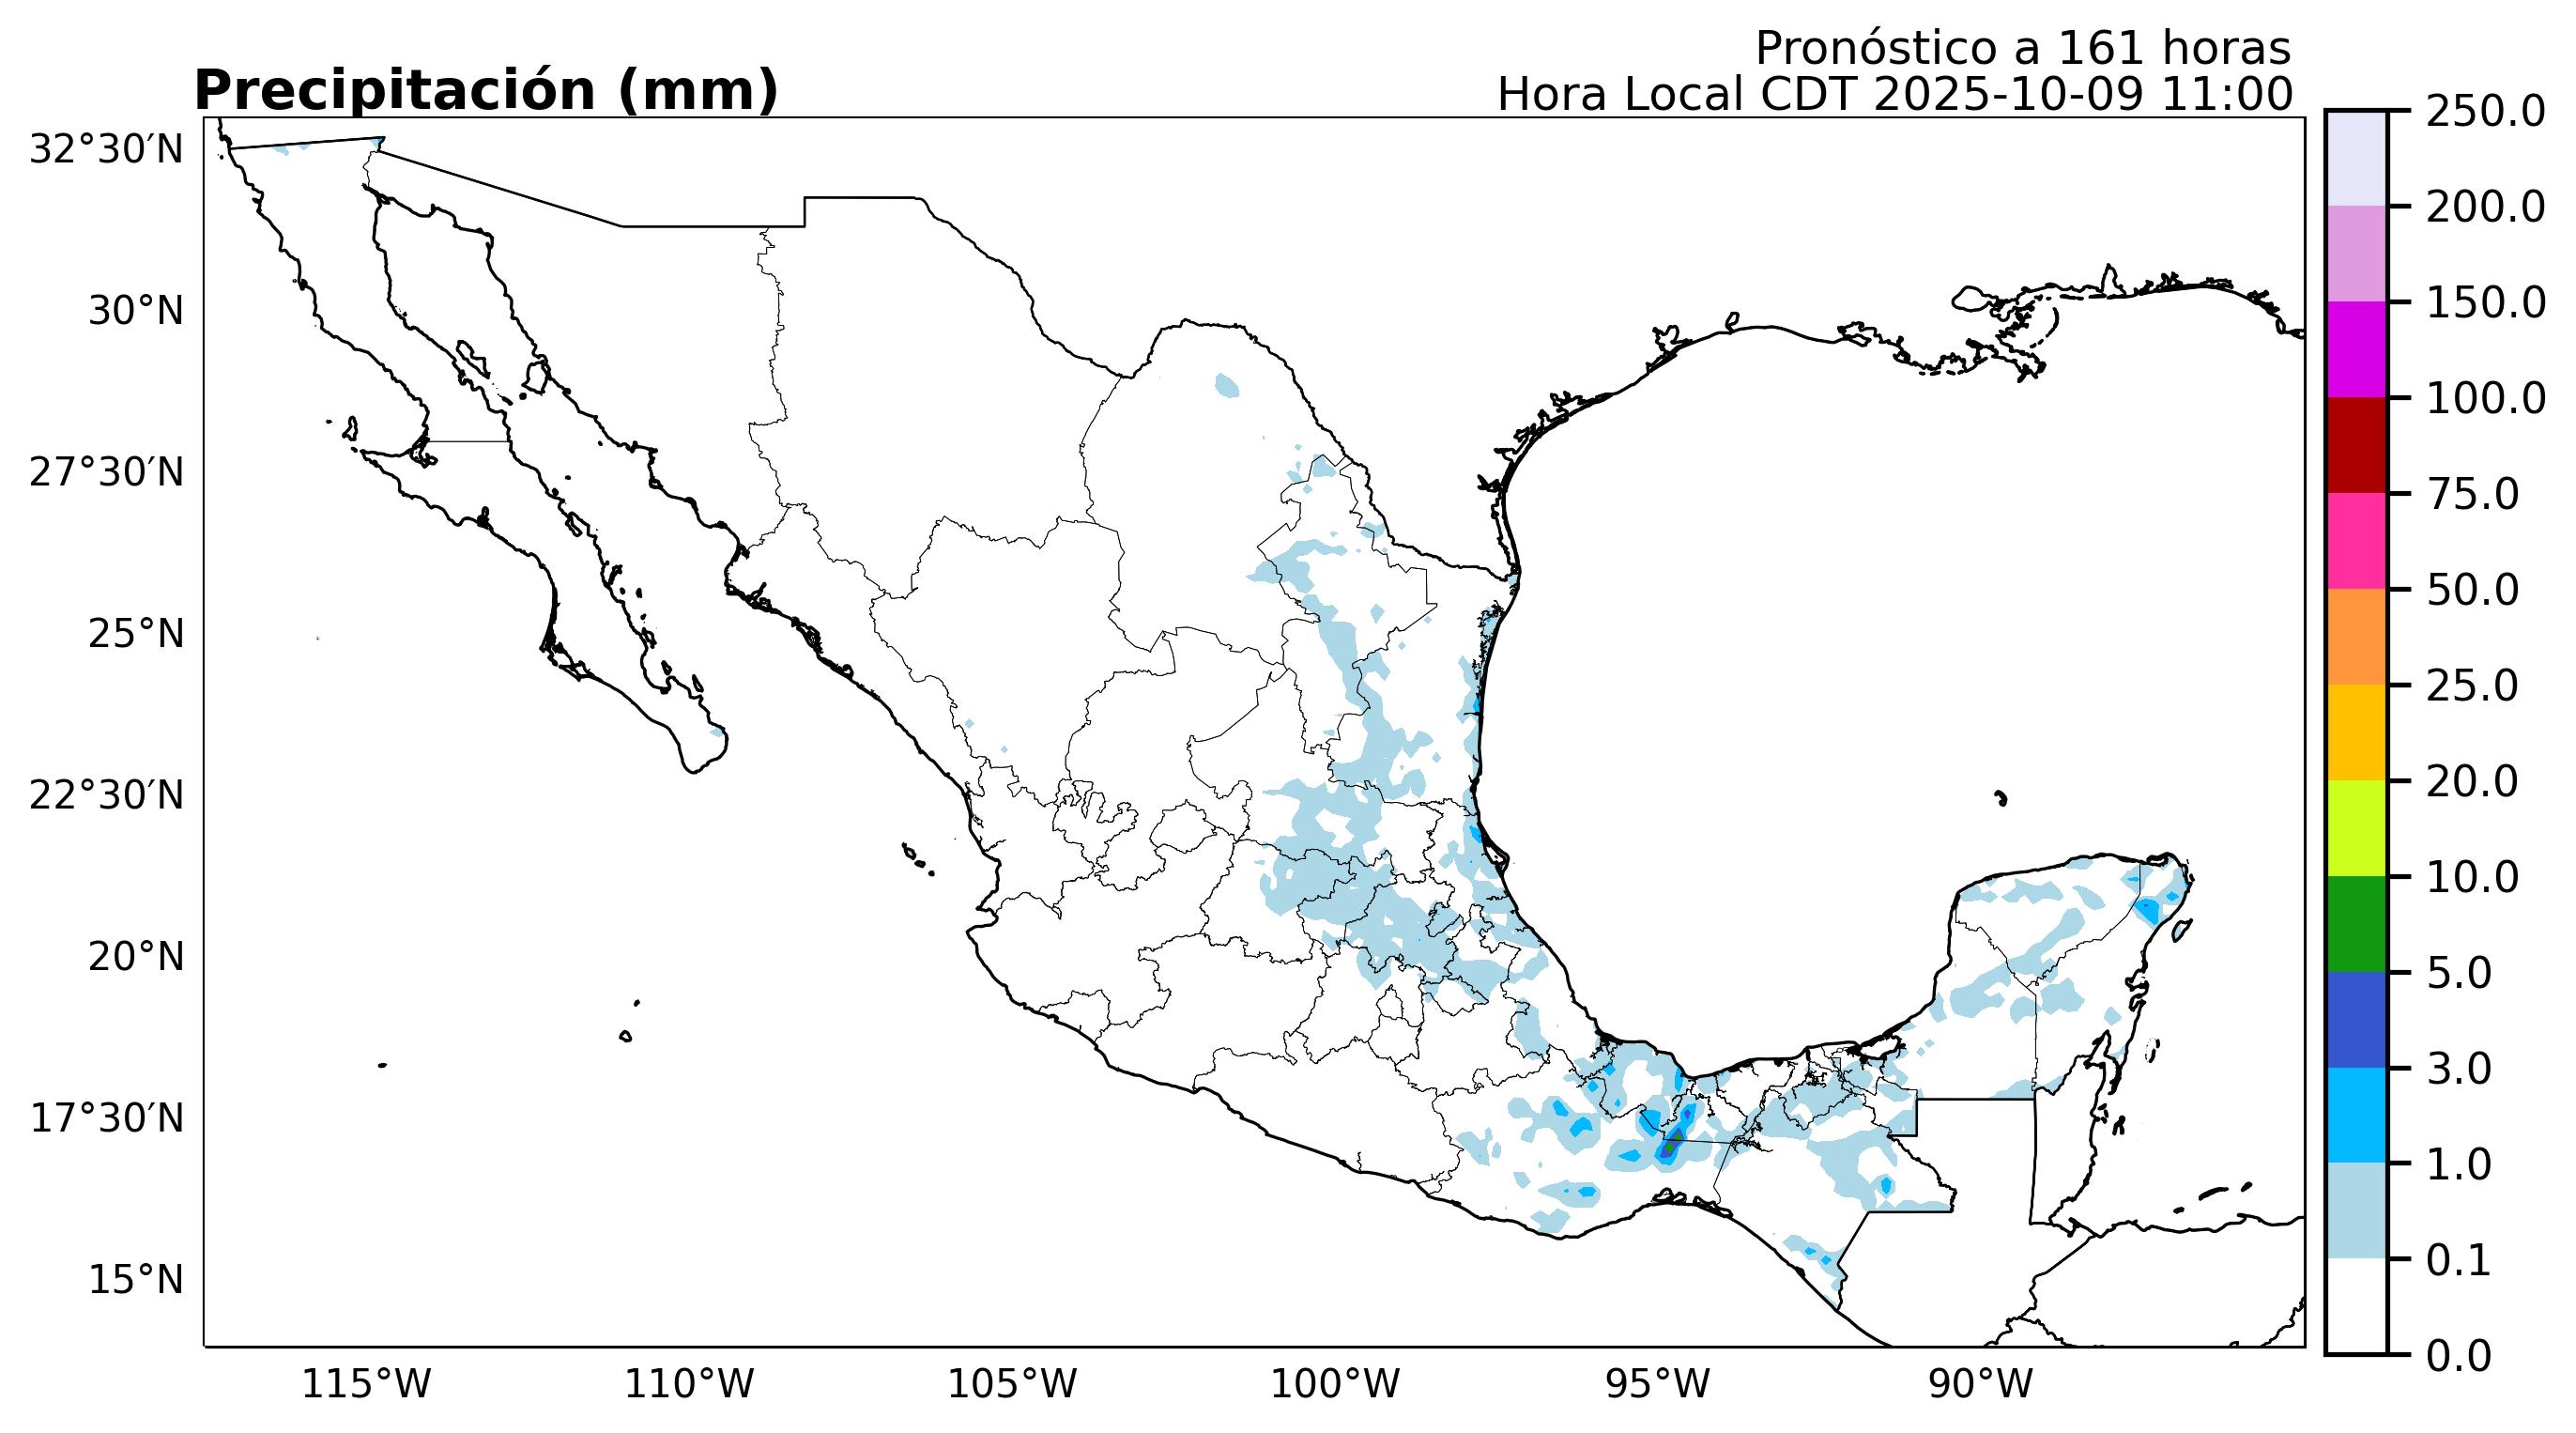 Pronóstico a 161 horas
Precipitación (mm)
Hora Local CDT 2025-10-09 11:00
32°30′N
30°N
27°30′N
25°N
22°30′N
20°N
17°30′N
15°N
115°W
110°W
105°W
100°W
95°W
90°W
250.0
200.0
150.0
100.0
75.0
50.0
25.0
20.0
10.0
5.0
3.0
1.0
0.1
0.0